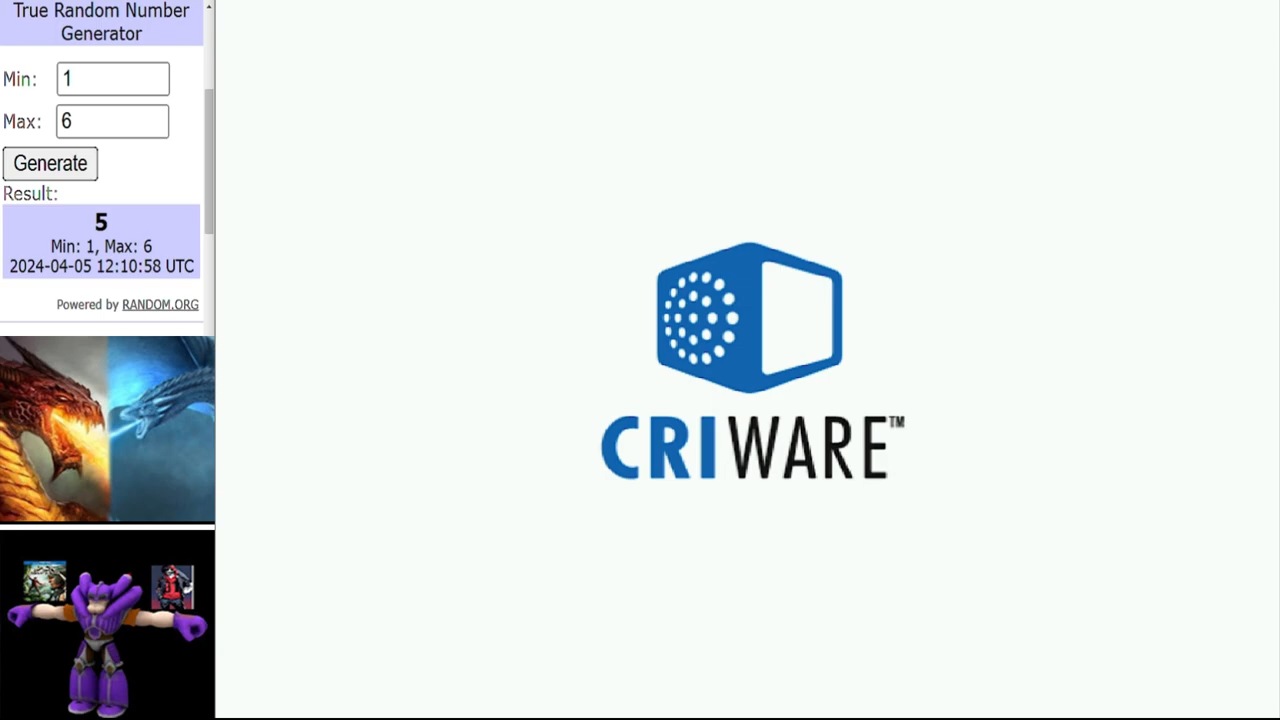 True Random Number
Generator
Min: 1
Max: 6
Generate
Result:
5
Min: 1, Max: 6
2024-04-05 12:10:58 UTC
Powered by RANDOM.ORG
CRIWARE™